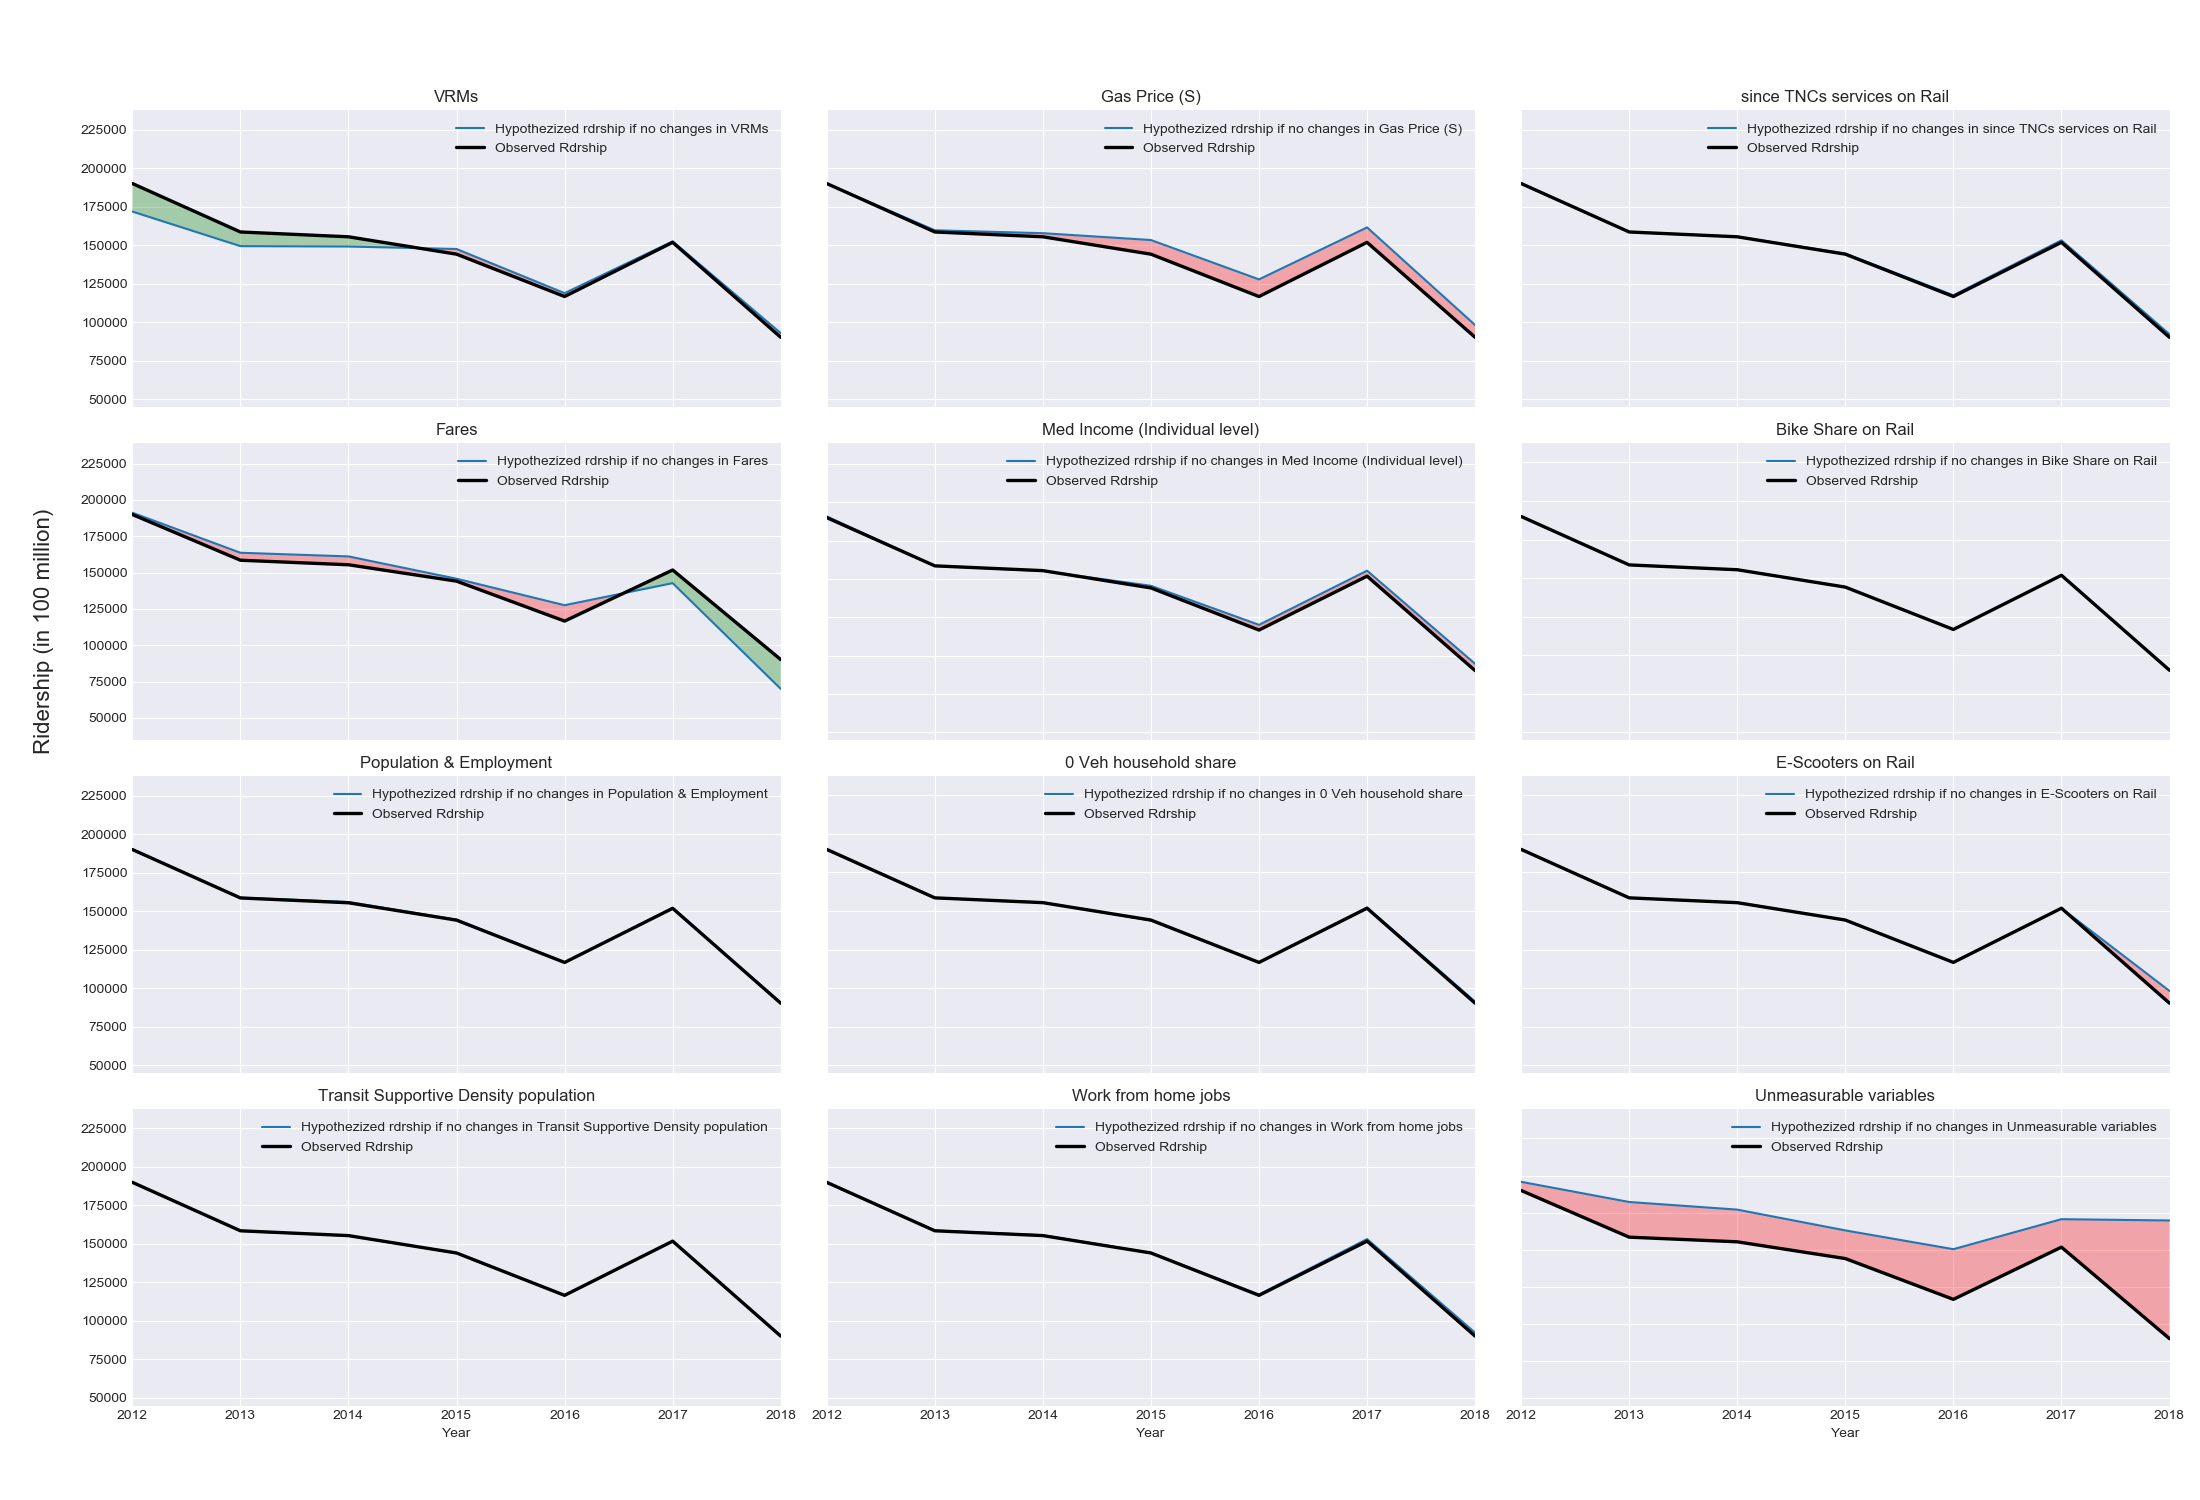 VRMs
Hypothezized rdrship if no changes in VRMs
Observed Rdrship
225000
200000
175000
150000
125000
100000
75000
50000
Gas Price (S)
Hypothezized rdrship if no changes in Gas Price (S)
Observed Rdrship
since TNCs services on Rail
Hypothezized rdrship if no changes in since TNCs services on Rail
Observed Rdrship
Ridership (in 100 million)
Fares
Hypothezized rdrship if no changes in Fares
Observed Rdrship
225000
200000
175000
150000
125000
100000
75000
50000
Med Income (Individual level)
Hypothezized rdrship if no changes in Med Income (Individual level)
Observed Rdrship
Bike Share on Rail
Hypothezized rdrship if no changes in Bike Share on Rail
Observed Rdrship
Population & Employment
Hypothezized rdrship if no changes in Population & Employment
Observed Rdrship
225000
200000
175000
150000
125000
100000
75000
50000
0 Veh household share
Hypothezized rdrship if no changes in 0 Veh household share
Observed Rdrship
E-Scooters on Rail
Hypothezized rdrship if no changes in E-Scooters on Rail
Observed Rdrship
Transit Supportive Density population
Hypothezized rdrship if no changes in Transit Supportive Density population
Observed Rdrship
225000
200000
175000
150000
125000
100000
75000
50000
2012 2013 2014 2015 2016 2017 2018
Year
Work from home jobs
Hypothezized rdrship if no changes in Work from home jobs
Observed Rdrship
2012 2013 2014 2015 2016 2017 2018
Year
Unmeasurable variables
Hypothezized rdrship if no changes in Unmeasurable variables
Observed Rdrship
2012 2013 2014 2015 2016 2017 2018
Year